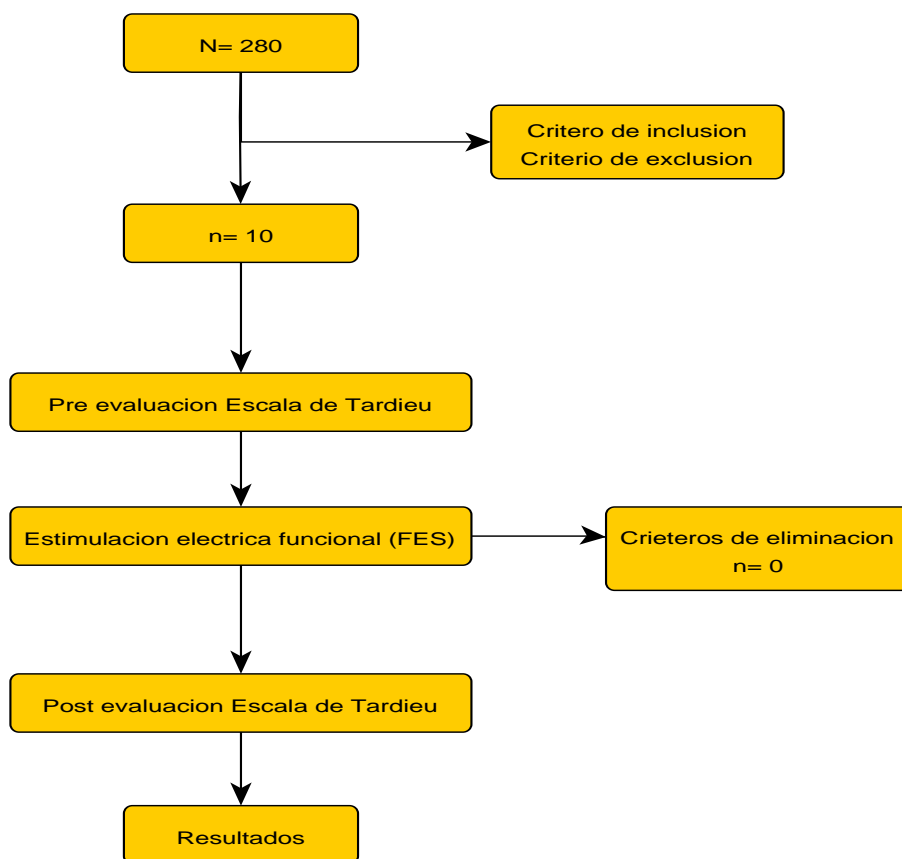 N= 280
Critero de inclusion
Criterio de exclusion
n= 10
Pre evaluacion Escala de Tardieu
Estimulacion electrica funcional (FES)
Crieteros de eliminacion
n= 0
Post evaluacion Escala de Tardieu
Resultados